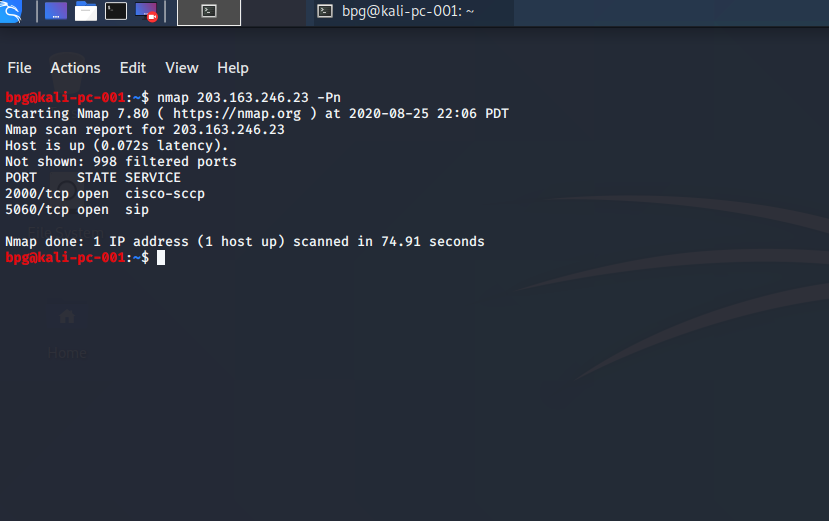 bpg@kali-pc-001: ~
File Actions Edit View Help
bpg@kali-pc-001:~$ nmap 203.163.246.23 -Pn
Starting Nmap 7.80 ( https://nmap.org ) at 2020-08-25 22:06 PDT
Nmap scan report for 203.163.246.23
Host is up (0.072s latency).
Not shown: 998 filtered ports
PORT     STATE SERVICE
2000/tcp open  cisco-sccp
5060/tcp open  sip
Nmap done: 1 IP address (1 host up) scanned in 74.91 seconds
bpg@kali-pc-001:~$
Home